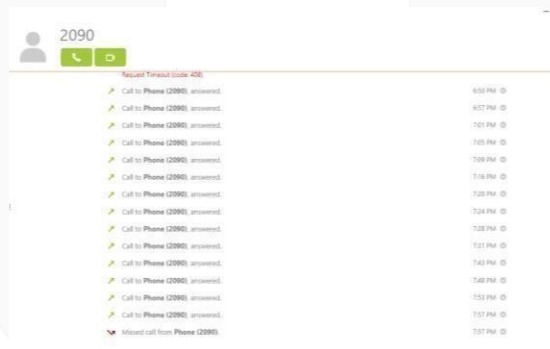 2090
Request Timeout (code: 408)
Call to Phone (2090), answered. 6:50 PM
Call to Phone (2090), answered. 6:57 PM
Call to Phone (2090), answered. 7:01 PM
Call to Phone (2090), answered. 7:05 PM
Call to Phone (2090), answered. 7:09 PM
Call to Phone (2090), answered. 7:16 PM
Call to Phone (2090), answered. 7:20 PM
Call to Phone (2090), answered. 7:24 PM
Call to Phone (2090), answered. 7:28 PM
Call to Phone (2090), answered. 7:31 PM
Call to Phone (2090), answered. 7:43 PM
Call to Phone (2090), answered. 7:48 PM
Call to Phone (2090), answered. 7:53 PM
Call to Phone (2090), answered. 7:57 PM
Missed call from Phone (2090). 7:57 PM